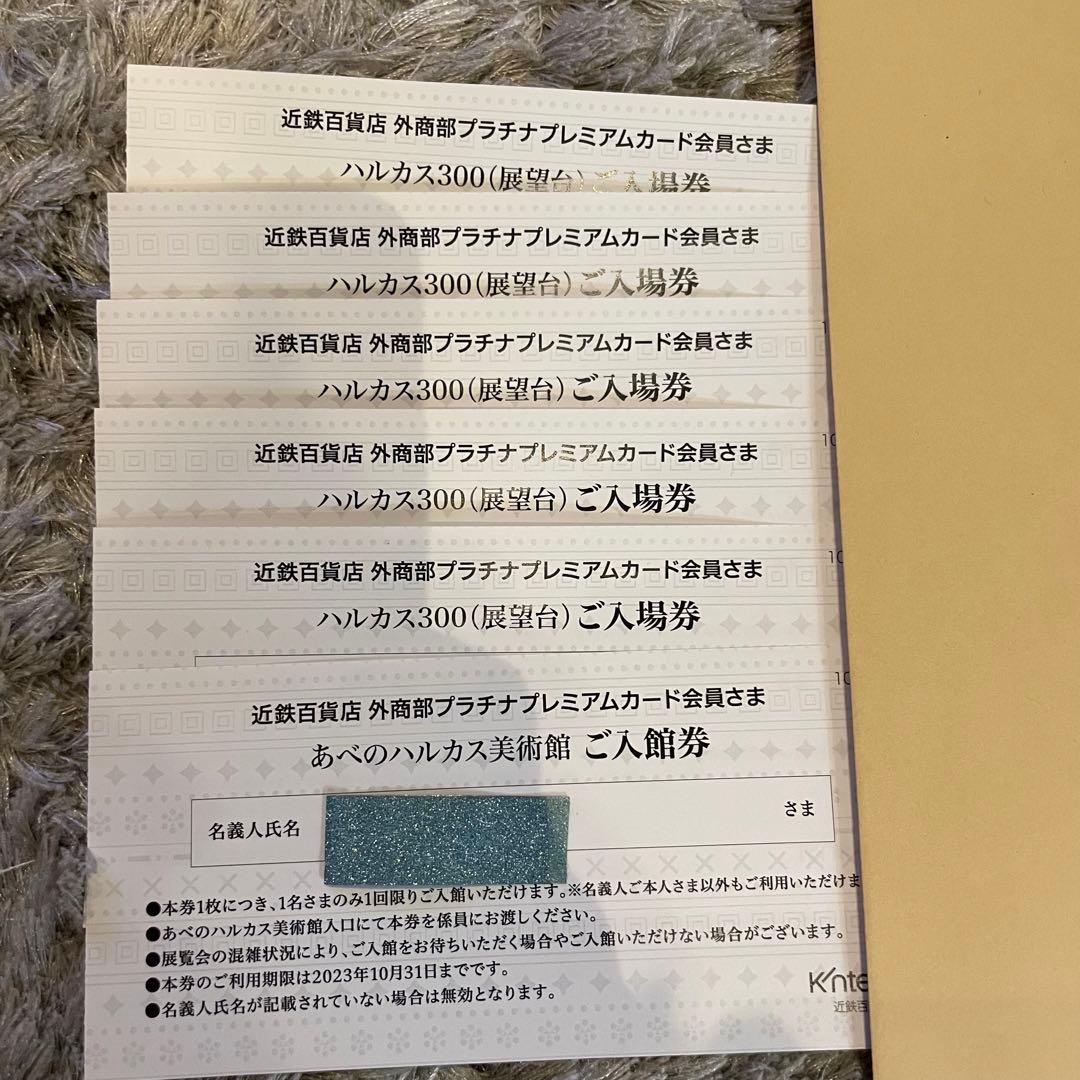 近鉄百貨店 外商部プラチナプレミアムカード会員さま
ハルカス300(展望台)ご入場券
近鉄百貨店 外商部プラチナプレミアムカード会員さま
ハルカス300(展望台)ご入場券
近鉄百貨店 外商部プラチナプレミアムカード会員さま
ハルカス300(展望台)ご入場券
近鉄百貨店 外商部プラチナプレミアムカード会員さま
ハルカス300(展望台)ご入場券
10
近鉄百貨店 外商部プラチナプレミアムカード会員さま
ハルカス300(展望台)ご入場券
10
近鉄百貨店 外商部プラチナプレミアムカード会員さま
あべのハルカス美術館 ご入館券
名義人氏名 さま
●本券1枚につき、1名さまのみ1回限りご入館いただけます。※名義人ご本人さま以外もご利用いただけま
●あべのハルカス美術館入口にて本券を係員にお渡しください。
●展覧会の混雑状況により、ご入館をお待ちいただく場合やご入館いただけない場合がございます。
●本券のご利用期限は2023年10月31日までです。
●名義人氏名が記載されていない場合は無効となります。
Kinte
近鉄百